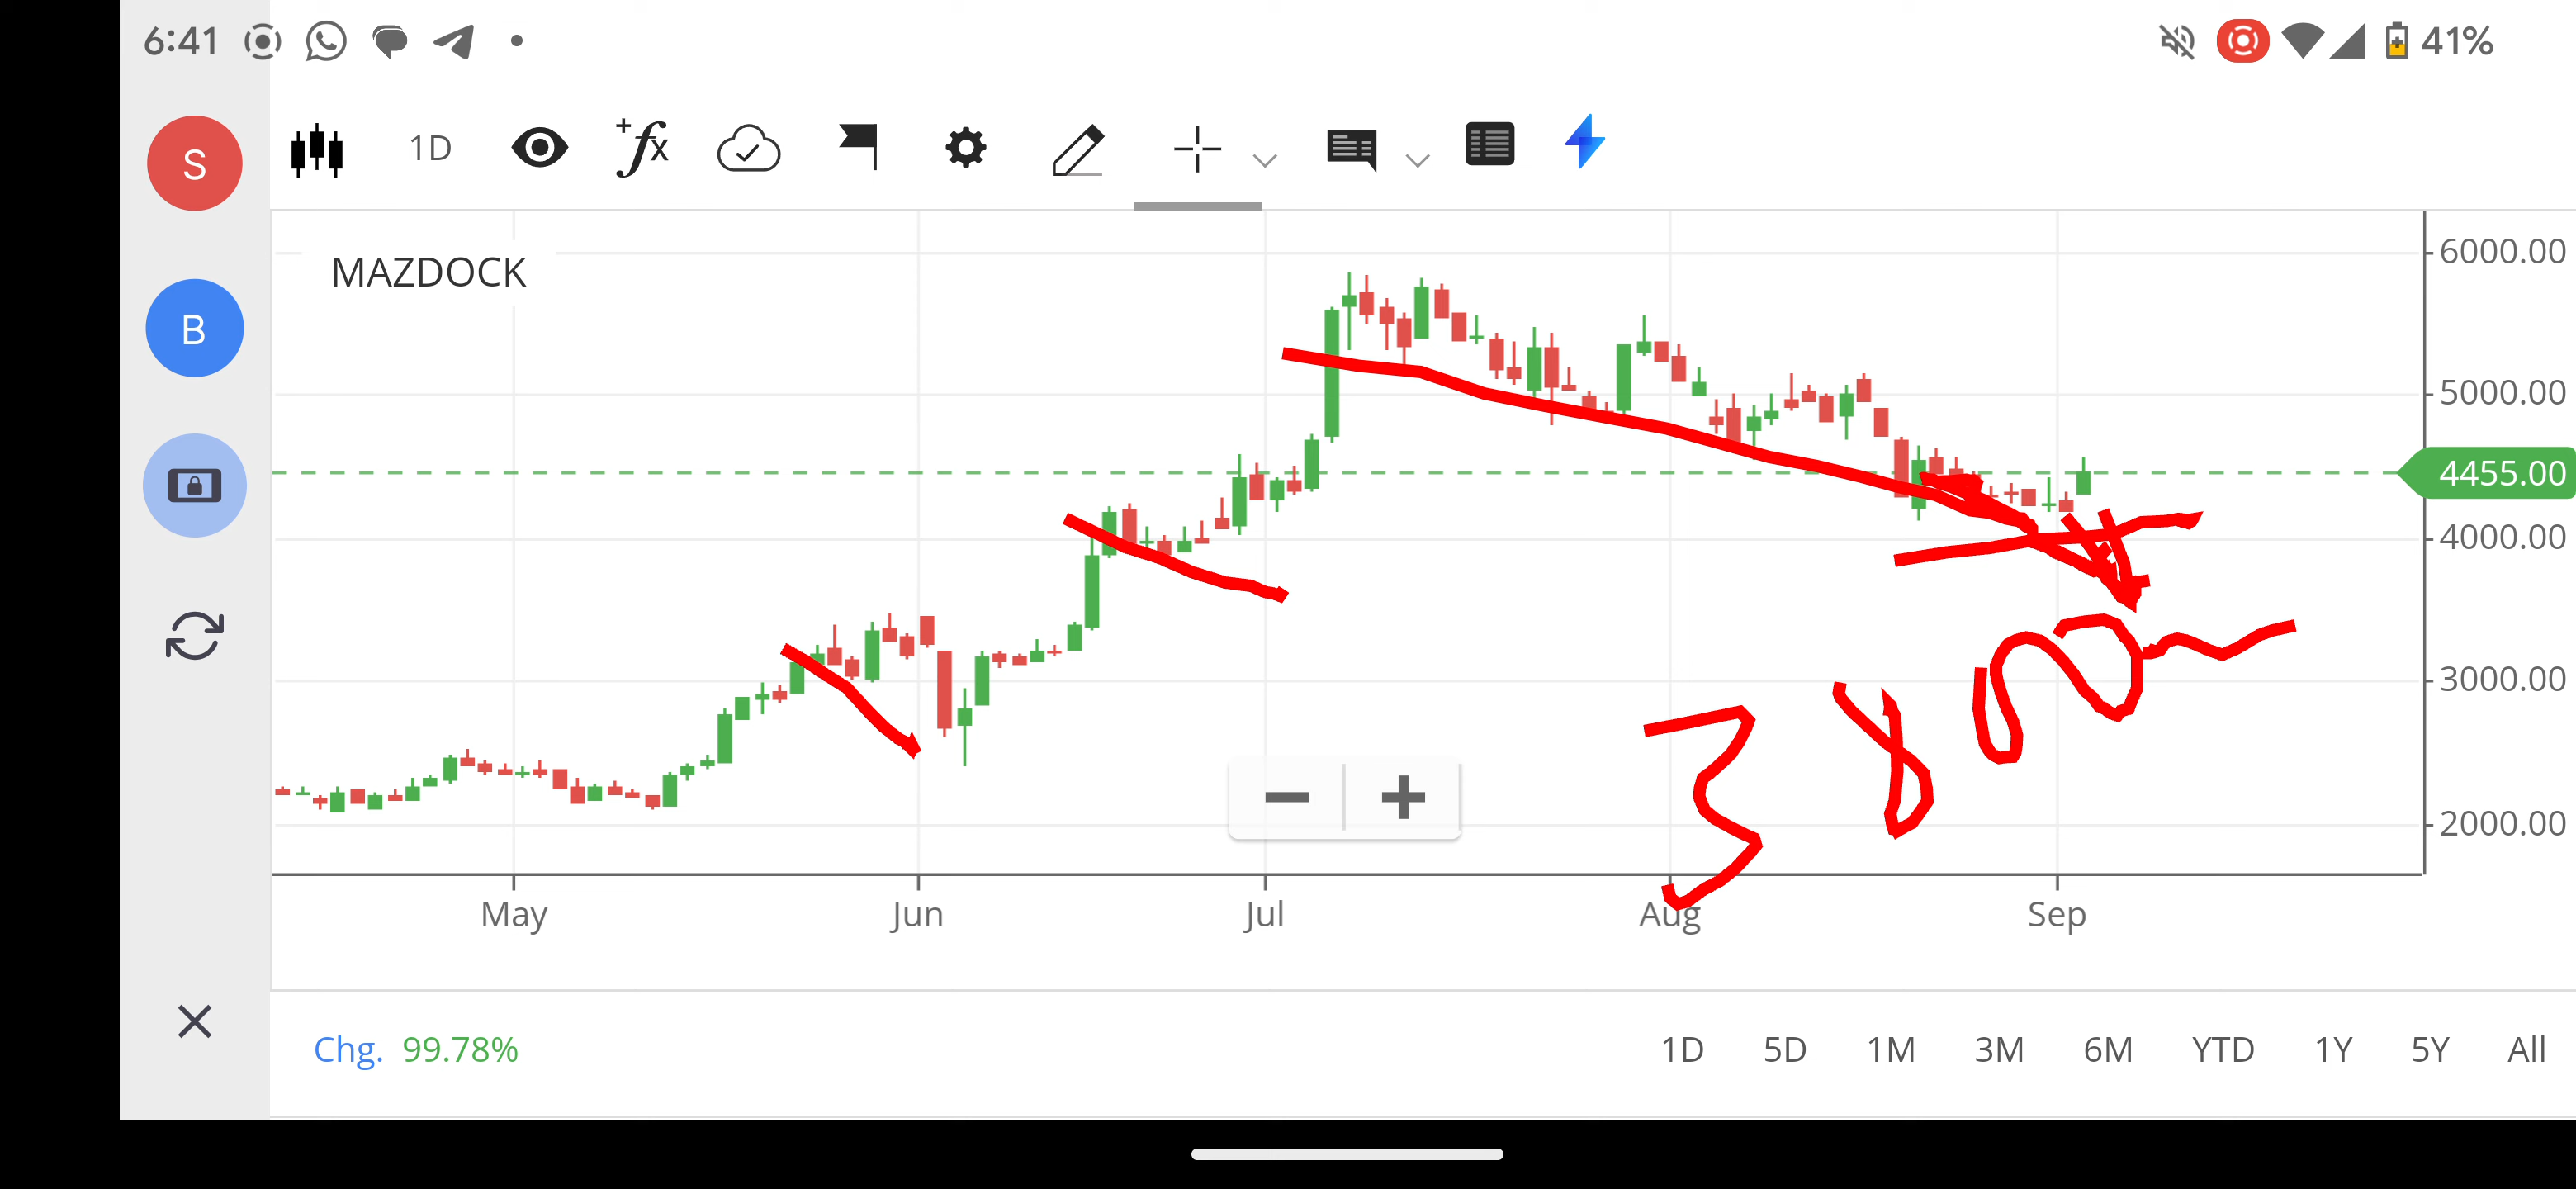 6:41 41%
S 1D
MAZDOCK
B
6000.00
5000.00
4455.00
4000.00
3000.00
2000.00
3800
May Jun Jul Aug Sep
Chg. 99.78% 1D 5D 1M 3M 6M YTD 1Y 5Y All